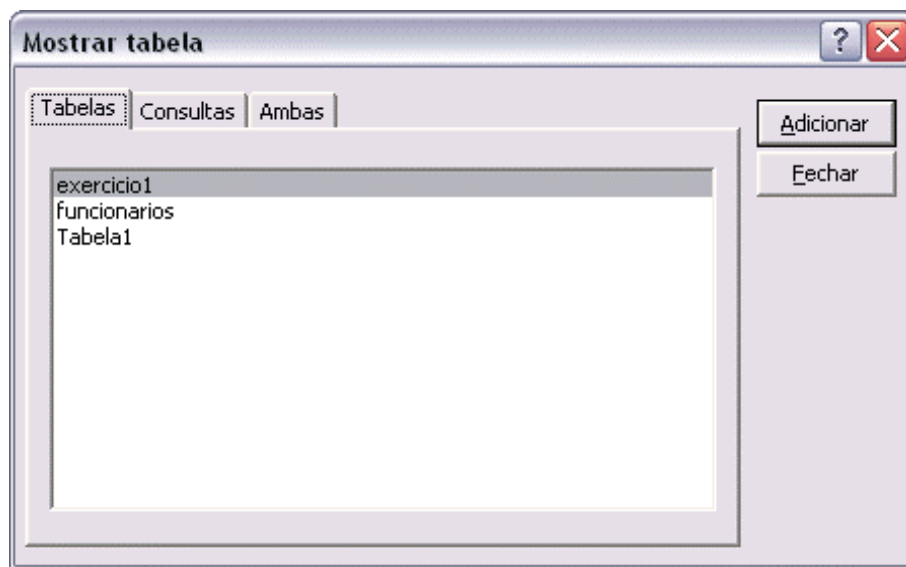 Mostrar tabela
Tabelas Consultas Ambas
Adicionar
Fechar
exercicio1
funcionarios
Tabela1